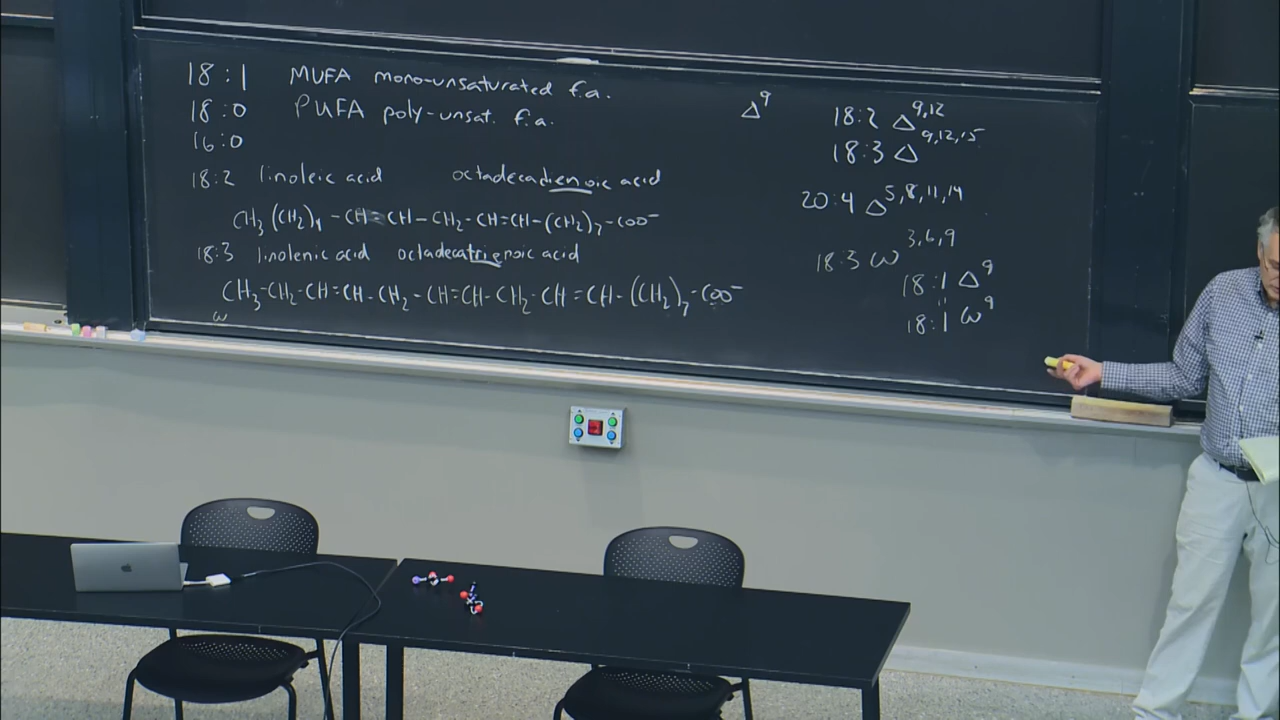 18:1 MUFA mono-unsaturated f.a.
18:0 PUFA poly-unsat. f.a.
16:0
18:2 linoleic acid octadecadienoic acid
CH₃(CH₂)₄-CH=CH-CH₂-CH=CH-(CH₂)₇-COO⁻
18:3 linolenic acid octadecatrienoic acid
CH₃-CH₂-CH=CH-CH₂-CH=CH-CH₂-CH=CH-(CH₂)₇-COO⁻
ω
Δ⁹
18:2 Δ⁹,¹²
18:3 Δ⁹,¹²,¹⁵
20:4 Δ⁵,⁸,¹¹,¹⁴
18:3 ω³,⁶,⁹
18:1 Δ⁹
"
18:1 ω⁹